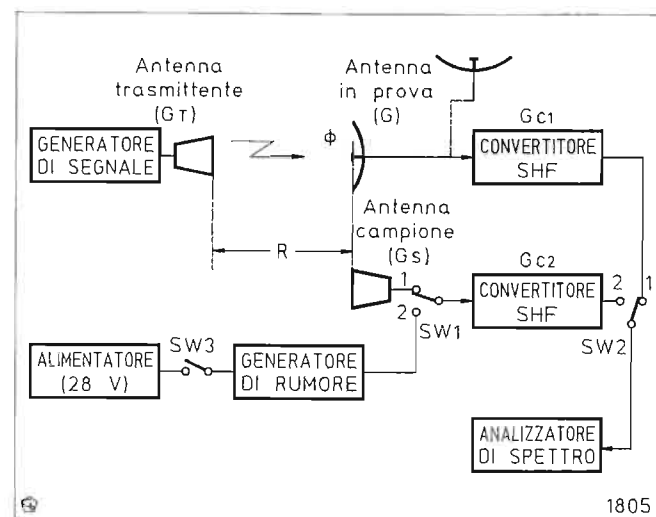 Antenna
trasmittente
(GT)
Antenna
in prova
(G)
GC1
GENERATORE
DI SEGNALE
Φ
CONVERTITORE
SHF
R
Antenna
campione
(GS)
GC2
1
2
SW1
CONVERTITORE
SHF
2
1
SW2
ALIMENTATORE
(28 V)
SW3
GENERATORE
DI RUMORE
ANALIZZATORE
DI SPETTRO
1805